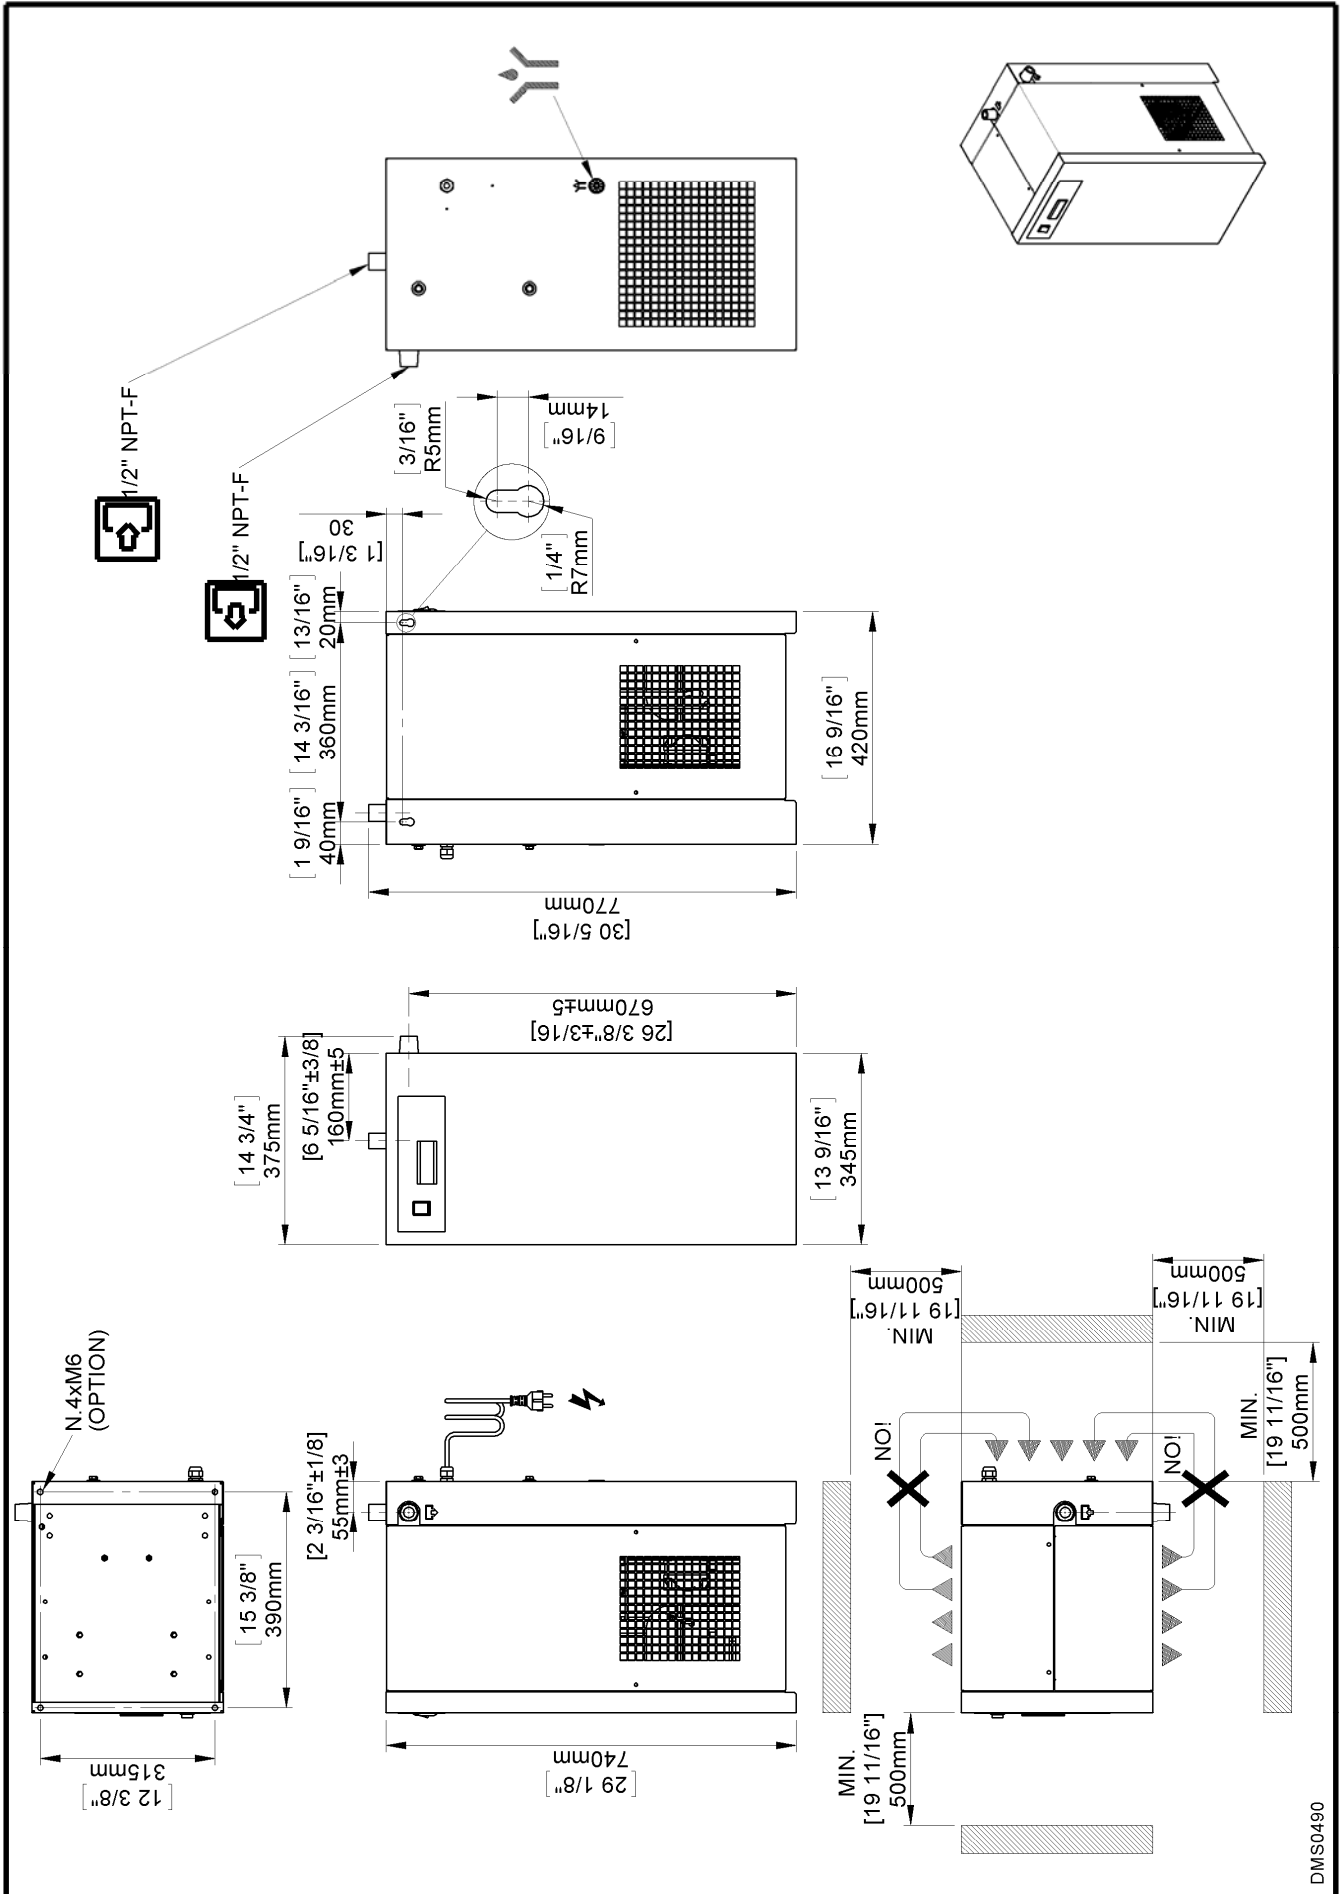 1/2" NPT-F
1/2" NPT-F
[3/16"]
R5mm
14mm
[9/16"]
[1/4"]
R7mm
30
[1 3/16"]
[13/16"]
20mm
[14 3/16"]
360mm
[1 9/16"]
40mm
[16 9/16"]
420mm
770mm
[30 5/16"]
670mm±5
[26 3/8"±3/16]
[6 5/16"±3/8]
160mm±5
[14 3/4"]
375mm
[13 9/16"]
345mm
N.4xM6
(OPTION)
[15 3/8"]
390mm
315mm
[12 3/8"]
[2 3/16"±1/8]
55mm±3
740mm
[29 1/8"]
500mm
[19 11/16"]
MIN.
500mm
[19 11/16"]
MIN.
MIN.
[19 11/16"]
500mm
NO!
NO!
MIN.
[19 11/16"]
500mm
DMS0490